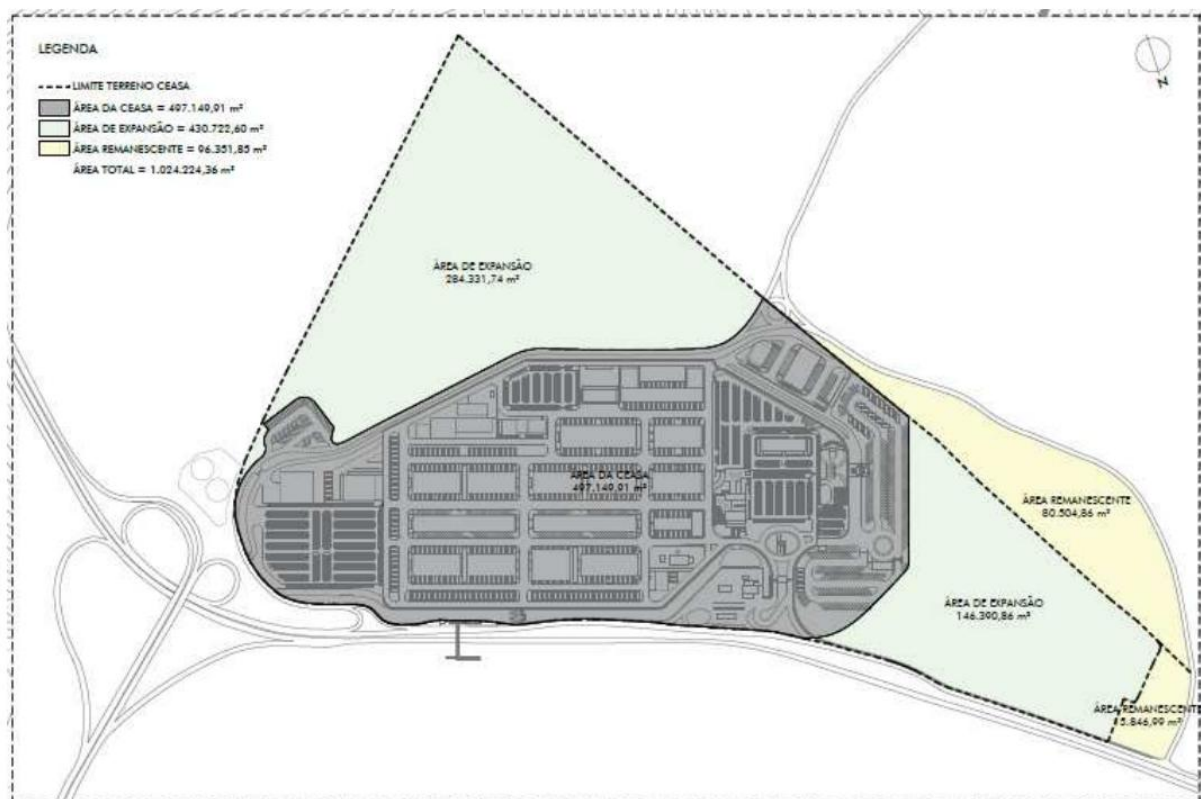 LEGENDA
LIMITE TERRENO CEASA
ÁREA DA CEASA = 497.149,91 m²
ÁREA DE EXPANSÃO = 430.722,60 m²
ÁREA REMANESCENTE = 96.351,85 m²
ÁREA TOTAL = 1.024.224,36 m²
N
ÁREA DE EXPANSÃO
284.331,74 m²
ÁREA DA CEASA
497.149,91 m²
ÁREA REMANESCENTE
80.504,86 m²
ÁREA DE EXPANSÃO
146.390,86 m²
ÁREA REMANESCENTE
15.846,99 m²